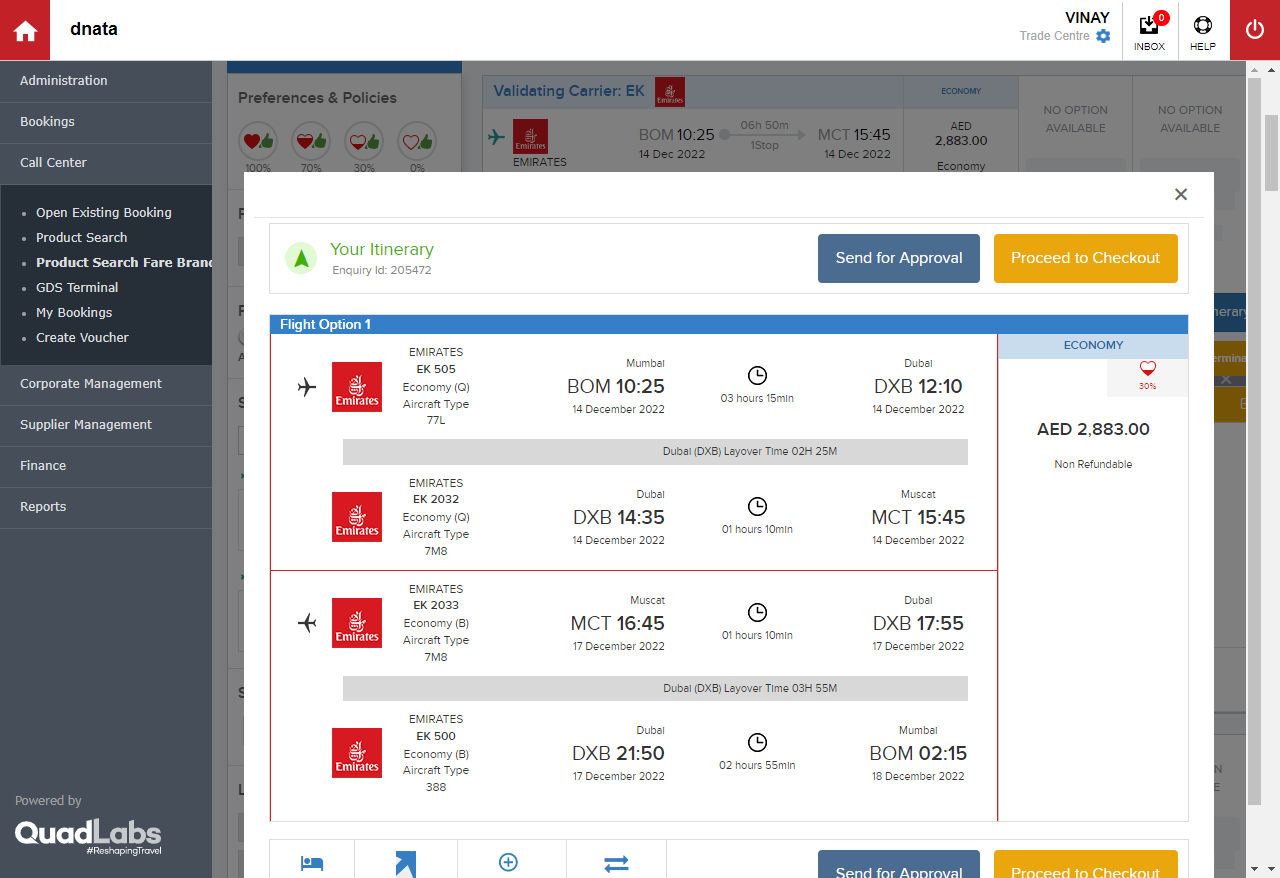 dnata
VINAY
Trade Centre
0
INBOX
HELP
Administration
Bookings
Call Center
Open Existing Booking
Product Search
Product Search Fare Brand
GDS Terminal
My Bookings
Create Voucher
Corporate Management
Supplier Management
Finance
Reports
Powered by
QuadLabs
#ReshapingTravel
Preferences & Policies
100% 70% 30% 0%
Validating Carrier: EK
Emirates
ECONOMY
NO OPTION AVAILABLE
NO OPTION AVAILABLE
Emirates
EMIRATES
BOM 10:25
14 Dec 2022
06h 50m
1Stop
MCT 15:45
14 Dec 2022
AED
2,883.00
Economy
Your Itinerary
Enquiry Id: 205472
Send for Approval
Proceed to Checkout
Flight Option 1
ECONOMY
30%
AED 2,883.00
Non Refundable
Emirates
EMIRATES
EK 505
Economy (Q)
Aircraft Type
77L
Mumbai
BOM 10:25
14 December 2022
03 hours 15min
Dubai
DXB 12:10
14 December 2022
Dubai (DXB) Layover Time 02H 25M
Emirates
EMIRATES
EK 2032
Economy (Q)
Aircraft Type
7M8
Dubai
DXB 14:35
14 December 2022
01 hours 10min
Muscat
MCT 15:45
14 December 2022
Emirates
EMIRATES
EK 2033
Economy (B)
Aircraft Type
7M8
Muscat
MCT 16:45
17 December 2022
01 hours 10min
Dubai
DXB 17:55
17 December 2022
Dubai (DXB) Layover Time 03H 55M
Emirates
EMIRATES
EK 500
Economy (B)
Aircraft Type
388
Dubai
DXB 21:50
17 December 2022
02 hours 55min
Mumbai
BOM 02:15
18 December 2022
Send for Approval
Proceed to Checkout